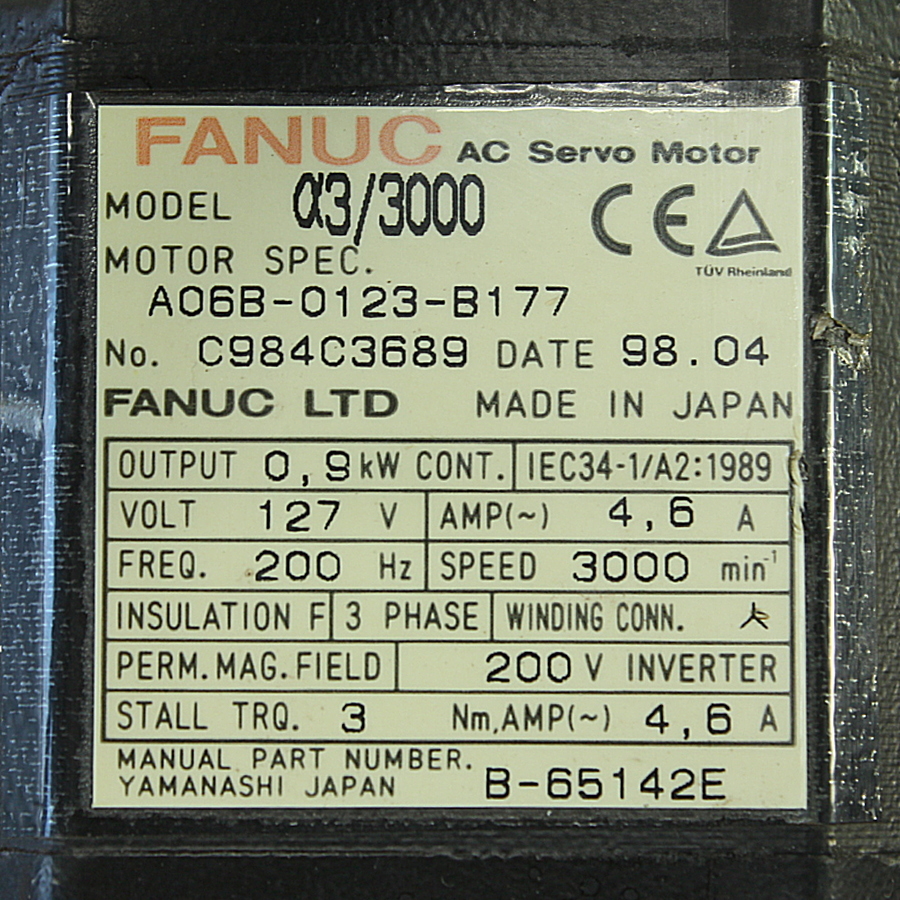 FANUC AC Servo Motor
MODEL α3/3000
CE
TÜV Rheinland
MOTOR SPEC.
A06B-0123-B177
No. C984C3689 DATE 98.04
FANUC LTD MADE IN JAPAN
OUTPUT 0,9 kW CONT. IEC34-1/A2:1989
VOLT 127 V AMP(~) 4,6 A
FREQ. 200 Hz SPEED 3000 min⁻¹
INSULATION F 3 PHASE WINDING CONN.
PERM.MAG.FIELD 200 V INVERTER
STALL TRQ. 3 Nm,AMP(~) 4,6 A
MANUAL PART NUMBER.
YAMANASHI JAPAN B-65142E